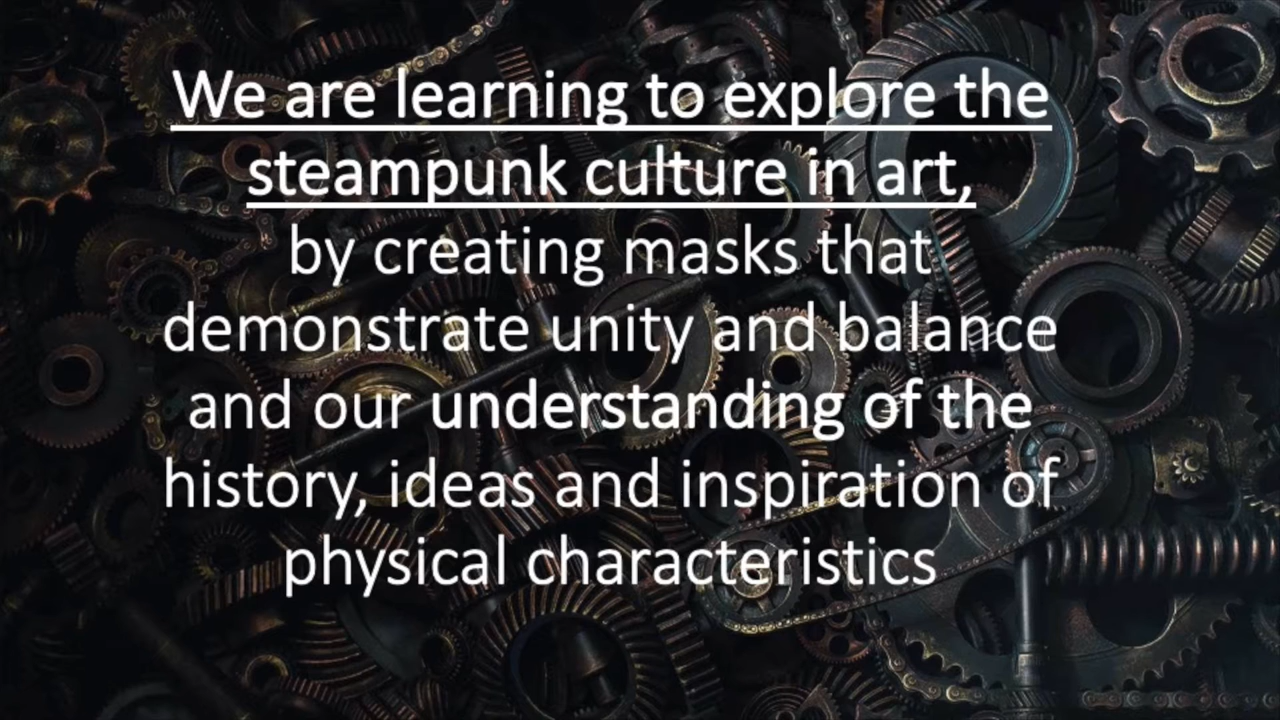 We are learning to explore the
steampunk culture in art,
by creating masks that
demonstrate unity and balance
and our understanding of the
history, ideas and inspiration of
physical characteristics